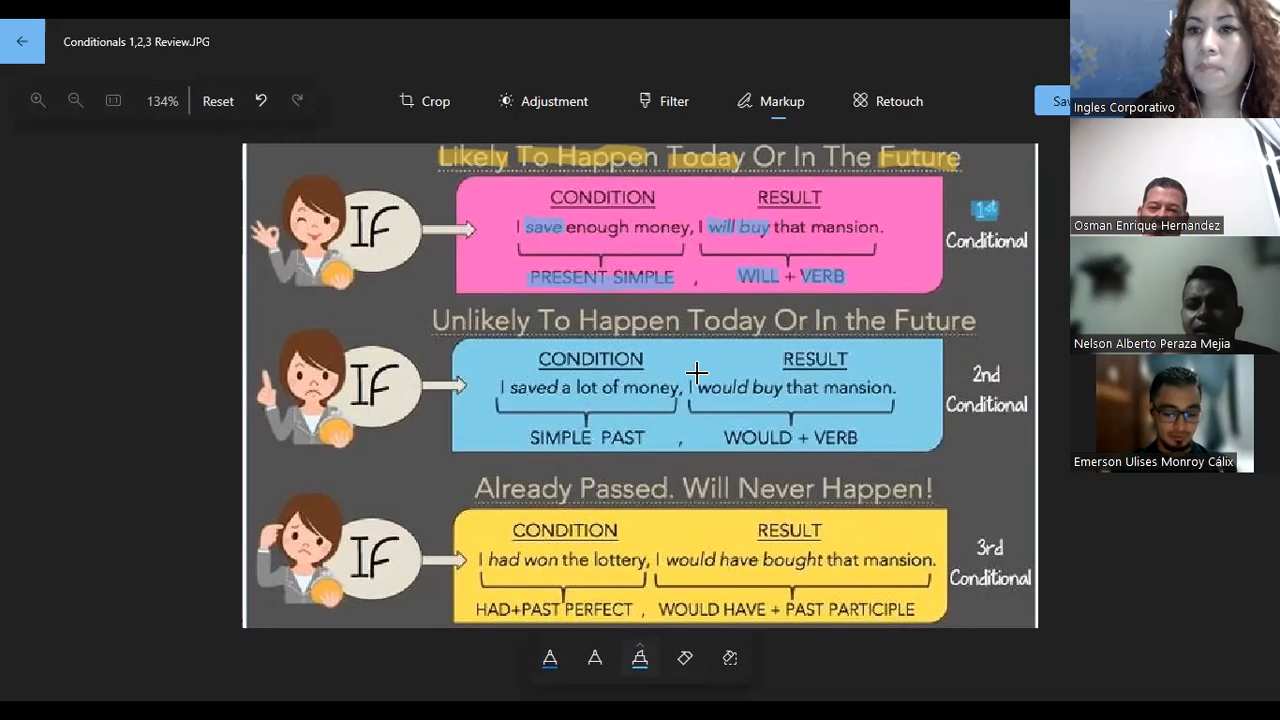 Conditionals 1,2,3 Review.JPG
134%
Reset
Crop
Adjustment
Filter
Markup
Retouch
Likely To Happen Today Or In The Future
IF
CONDITION
RESULT
I save enough money, I will buy that mansion.
PRESENT SIMPLE , WILL + VERB
1st
Conditional
Unlikely To Happen Today Or In the Future
IF
CONDITION
RESULT
I saved a lot of money, I would buy that mansion.
SIMPLE PAST , WOULD + VERB
2nd
Conditional
Already Passed. Will Never Happen!
IF
CONDITION
RESULT
I had won the lottery, I would have bought that mansion.
HAD+PAST PERFECT , WOULD HAVE + PAST PARTICIPLE
3rd
Conditional
Ingles Corporativo
Osman Enrique Hernandez
Nelson Alberto Peraza Mejia
Emerson Ulises Monroy Cálix